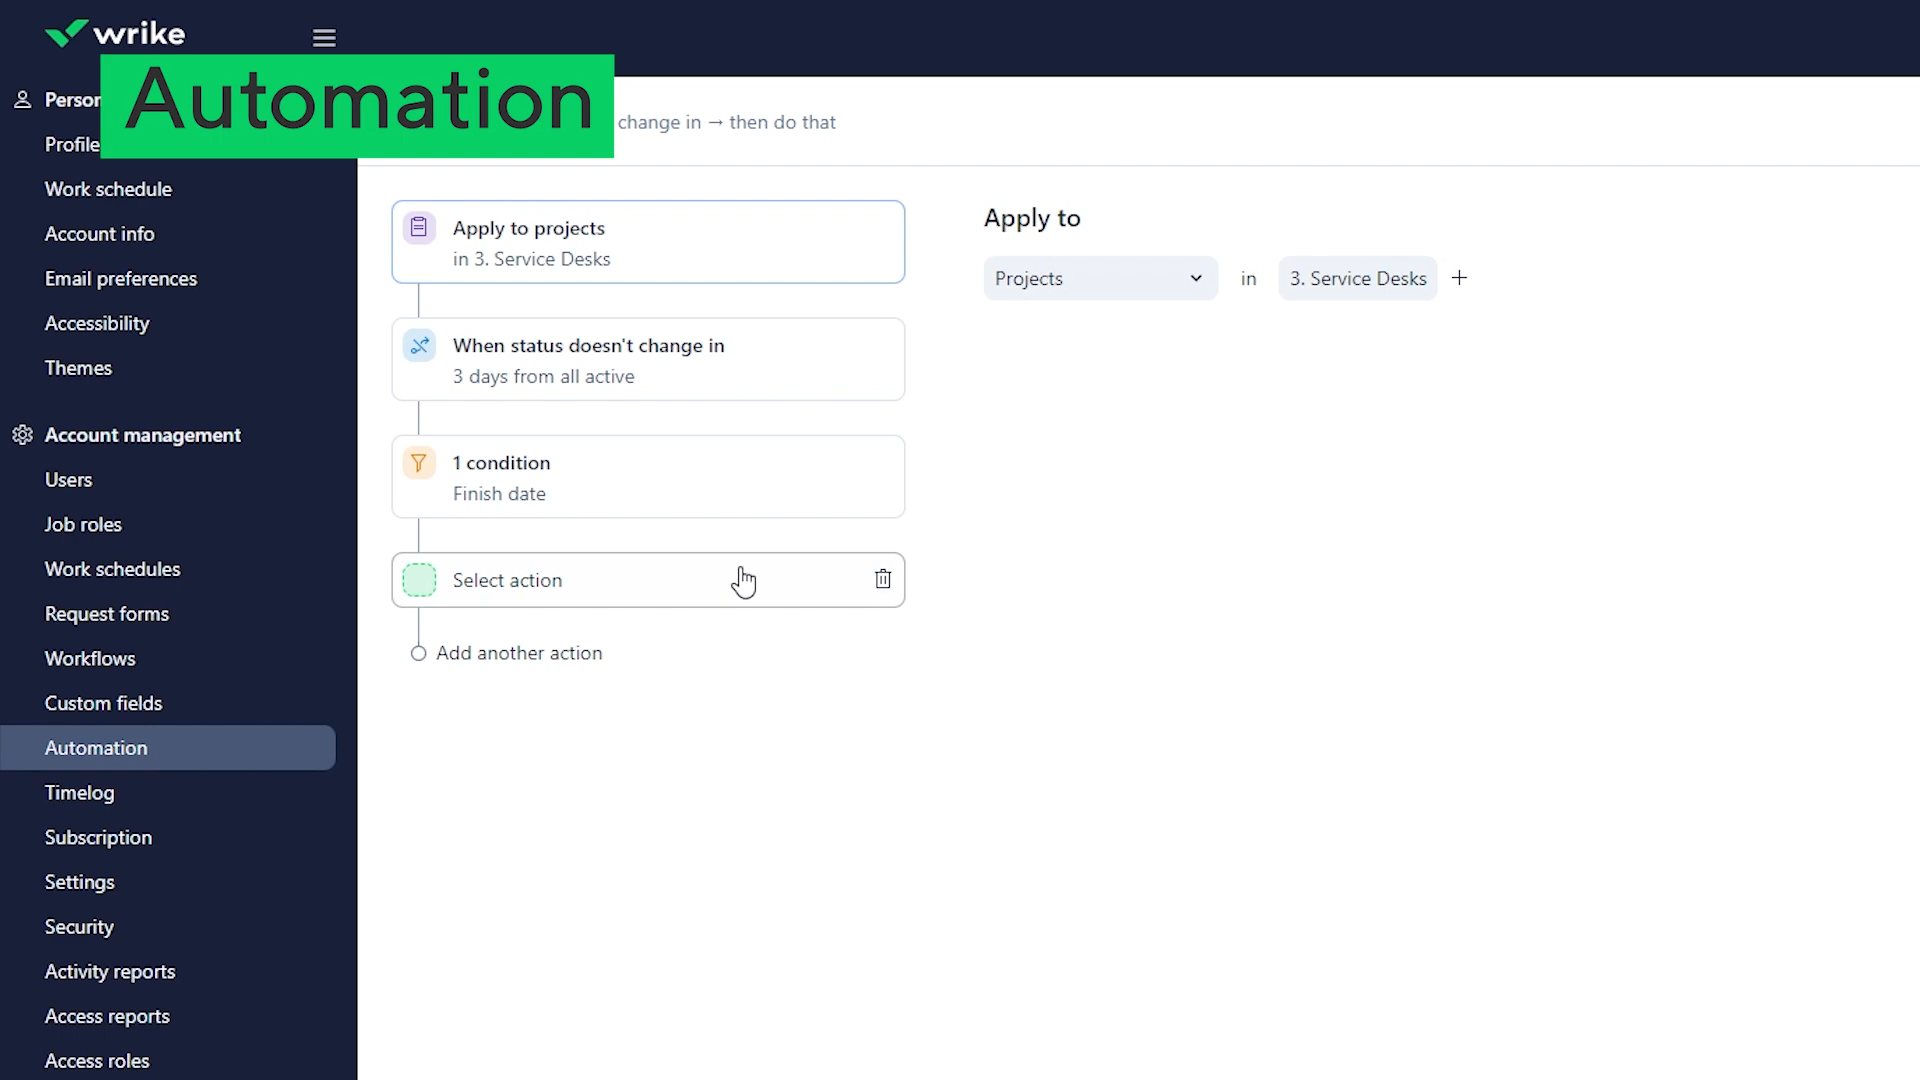 wrike
Automation
Person
Profile
change in → then do that
Work schedule
Account info
Email preferences
Accessibility
Themes
Account management
Users
Job roles
Work schedules
Request forms
Workflows
Custom fields
Automation
Timelog
Subscription
Settings
Security
Activity reports
Access reports
Access roles
Apply to projects
in 3. Service Desks
When status doesn't change in
3 days from all active
1 condition
Finish date
Select action
Add another action
Apply to
Projects in 3. Service Desks +